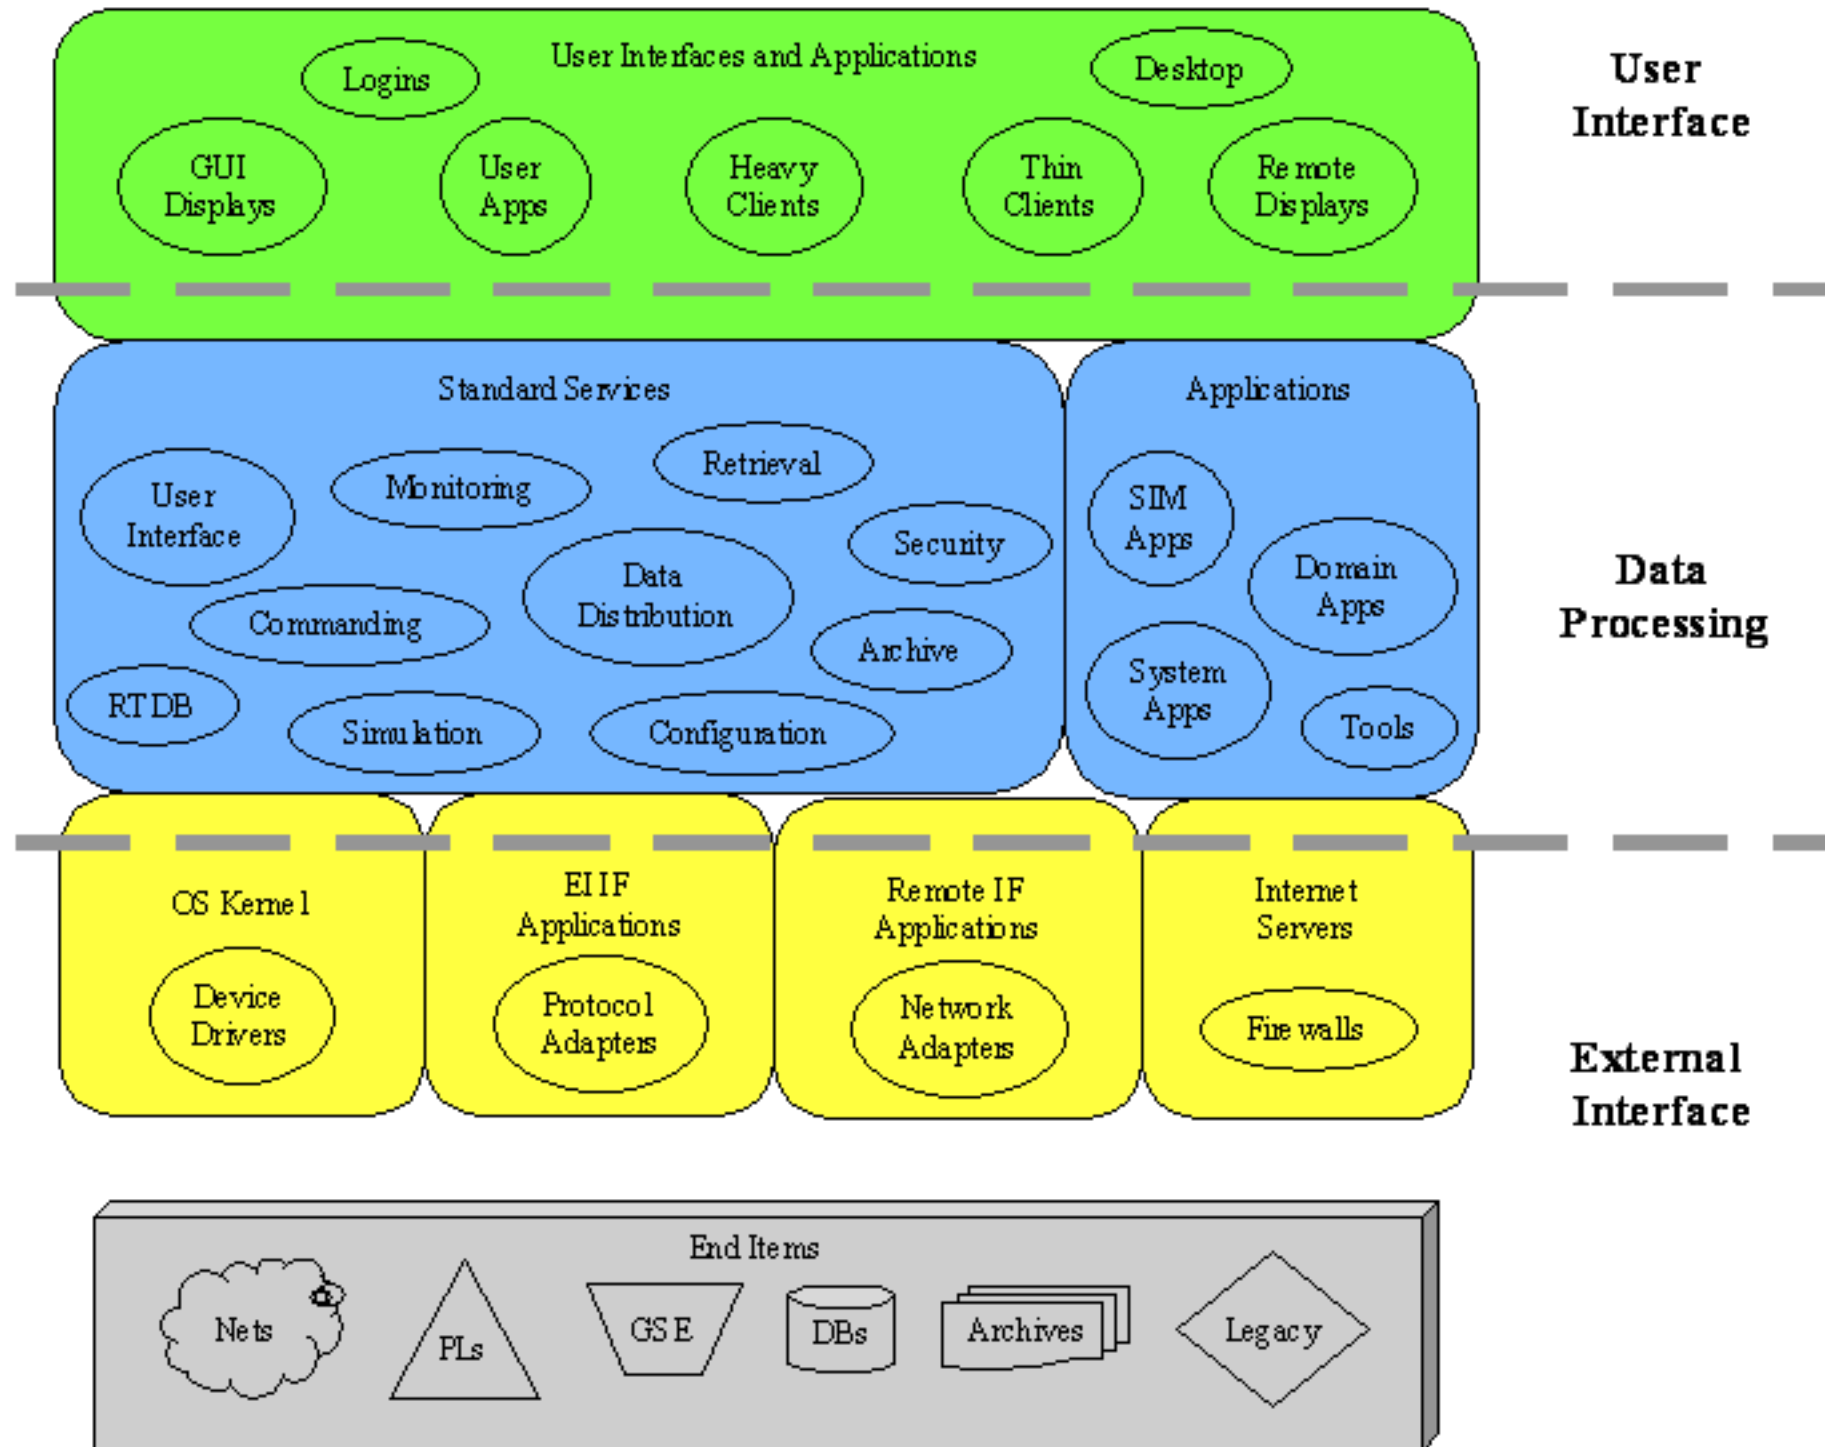 User Interfaces and Applications
Logins
Desktop
GUI
Displays
User
Apps
Heavy
Clients
Thin
Clients
Remote
Displays
User
Interface
Standard Services
User
Interface
Monitoring
Retrieval
Security
Commanding
Data
Distribution
Archive
RTDB
Simulation
Configuration
Applications
SIM
Apps
Domain
Apps
System
Apps
Tools
Data
Processing
OS Kernel
Device
Drivers
EI IF
Applications
Protocol
Adapters
Remote IF
Applications
Network
Adapters
Internet
Servers
Firewalls
External
Interface
End Items
Nets
PLs
GSE
DBs
Archives
Legacy